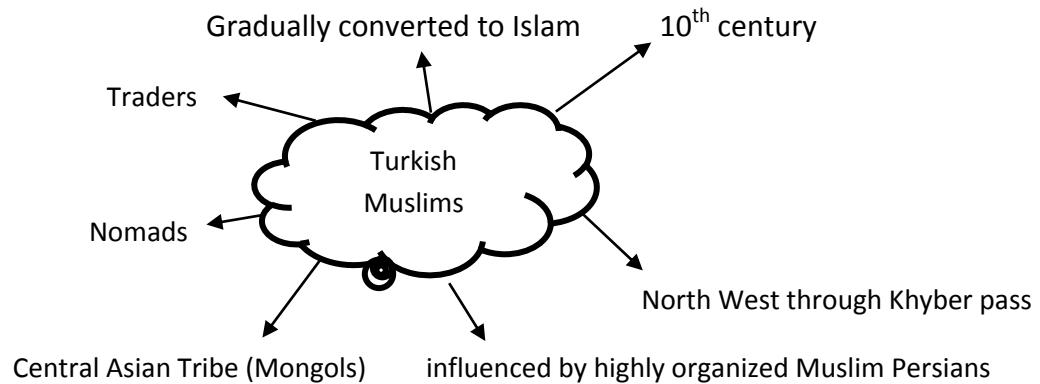 Gradually converted to Islam
10th century
Traders
Turkish
Muslims
Nomads
North West through Khyber pass
Central Asian Tribe (Mongols)
influenced by highly organized Muslim Persians